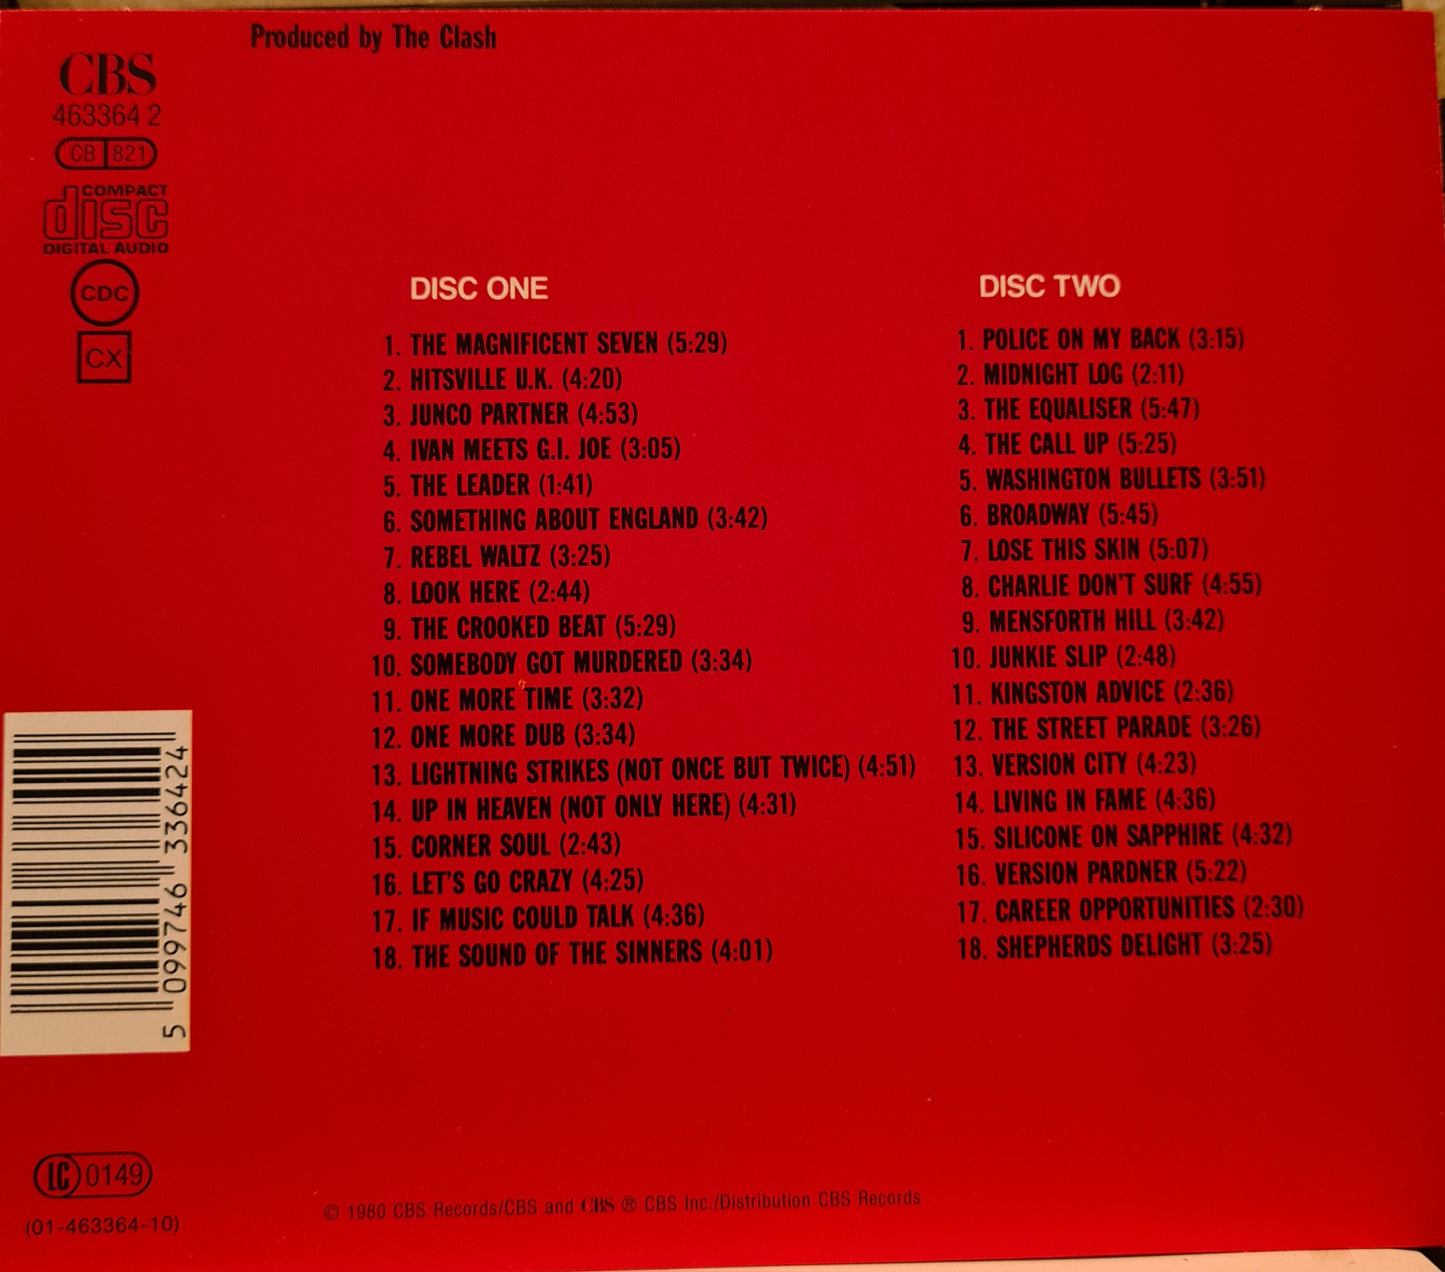 Produced by The Clash
CBS
463364 2
CB 821
COMPACT
disc
DIGITAL AUDIO
CDC
CX
DISC ONE
1. THE MAGNIFICENT SEVEN (5:29)
2. HITSVILLE U.K. (4:20)
3. JUNCO PARTNER (4:53)
4. IVAN MEETS G.I. JOE (3:05)
5. THE LEADER (1:41)
6. SOMETHING ABOUT ENGLAND (3:42)
7. REBEL WALTZ (3:25)
8. LOOK HERE (2:44)
9. THE CROOKED BEAT (5:29)
10. SOMEBODY GOT MURDERED (3:34)
11. ONE MORE TIME (3:32)
12. ONE MORE DUB (3:34)
13. LIGHTNING STRIKES (NOT ONCE BUT TWICE) (4:51)
14. UP IN HEAVEN (NOT ONLY HERE) (4:31)
15. CORNER SOUL (2:43)
16. LET'S GO CRAZY (4:25)
17. IF MUSIC COULD TALK (4:36)
18. THE SOUND OF THE SINNERS (4:01)
DISC TWO
1. POLICE ON MY BACK (3:15)
2. MIDNIGHT LOG (2:11)
3. THE EQUALISER (5:47)
4. THE CALL UP (5:25)
5. WASHINGTON BULLETS (3:51)
6. BROADWAY (5:45)
7. LOSE THIS SKIN (5:07)
8. CHARLIE DON'T SURF (4:55)
9. MENSFORTH HILL (3:42)
10. JUNKIE SLIP (2:48)
11. KINGSTON ADVICE (2:36)
12. THE STREET PARADE (3:26)
13. VERSION CITY (4:23)
14. LIVING IN FAME (4:36)
15. SILICONE ON SAPPHIRE (4:32)
16. VERSION PARDNER (5:22)
17. CAREER OPPORTUNITIES (2:30)
18. SHEPHERDS DELIGHT (3:25)
5 099746 336424
LC 0149
(01-463364-10)
© 1980 CBS Records/CBS and CBS ® CBS Inc./Distribution CBS Records